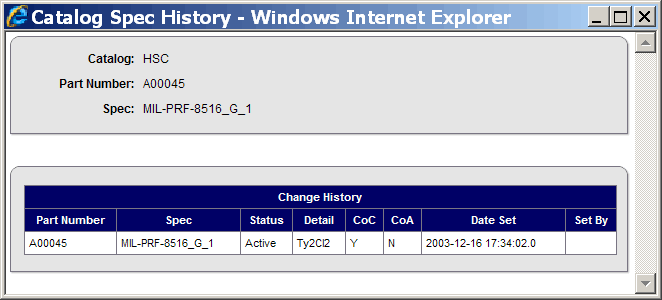 Catalog Spec History - Windows Internet Explorer
Catalog: HSC
Part Number: A00045
Spec: MIL-PRF-8516_G_1
Change History
Part Number Spec Status Detail CoC CoA Date Set Set By
A00045 MIL-PRF-8516_G_1 Active Ty2Cl2 Y N 2003-12-16 17:34:02.0